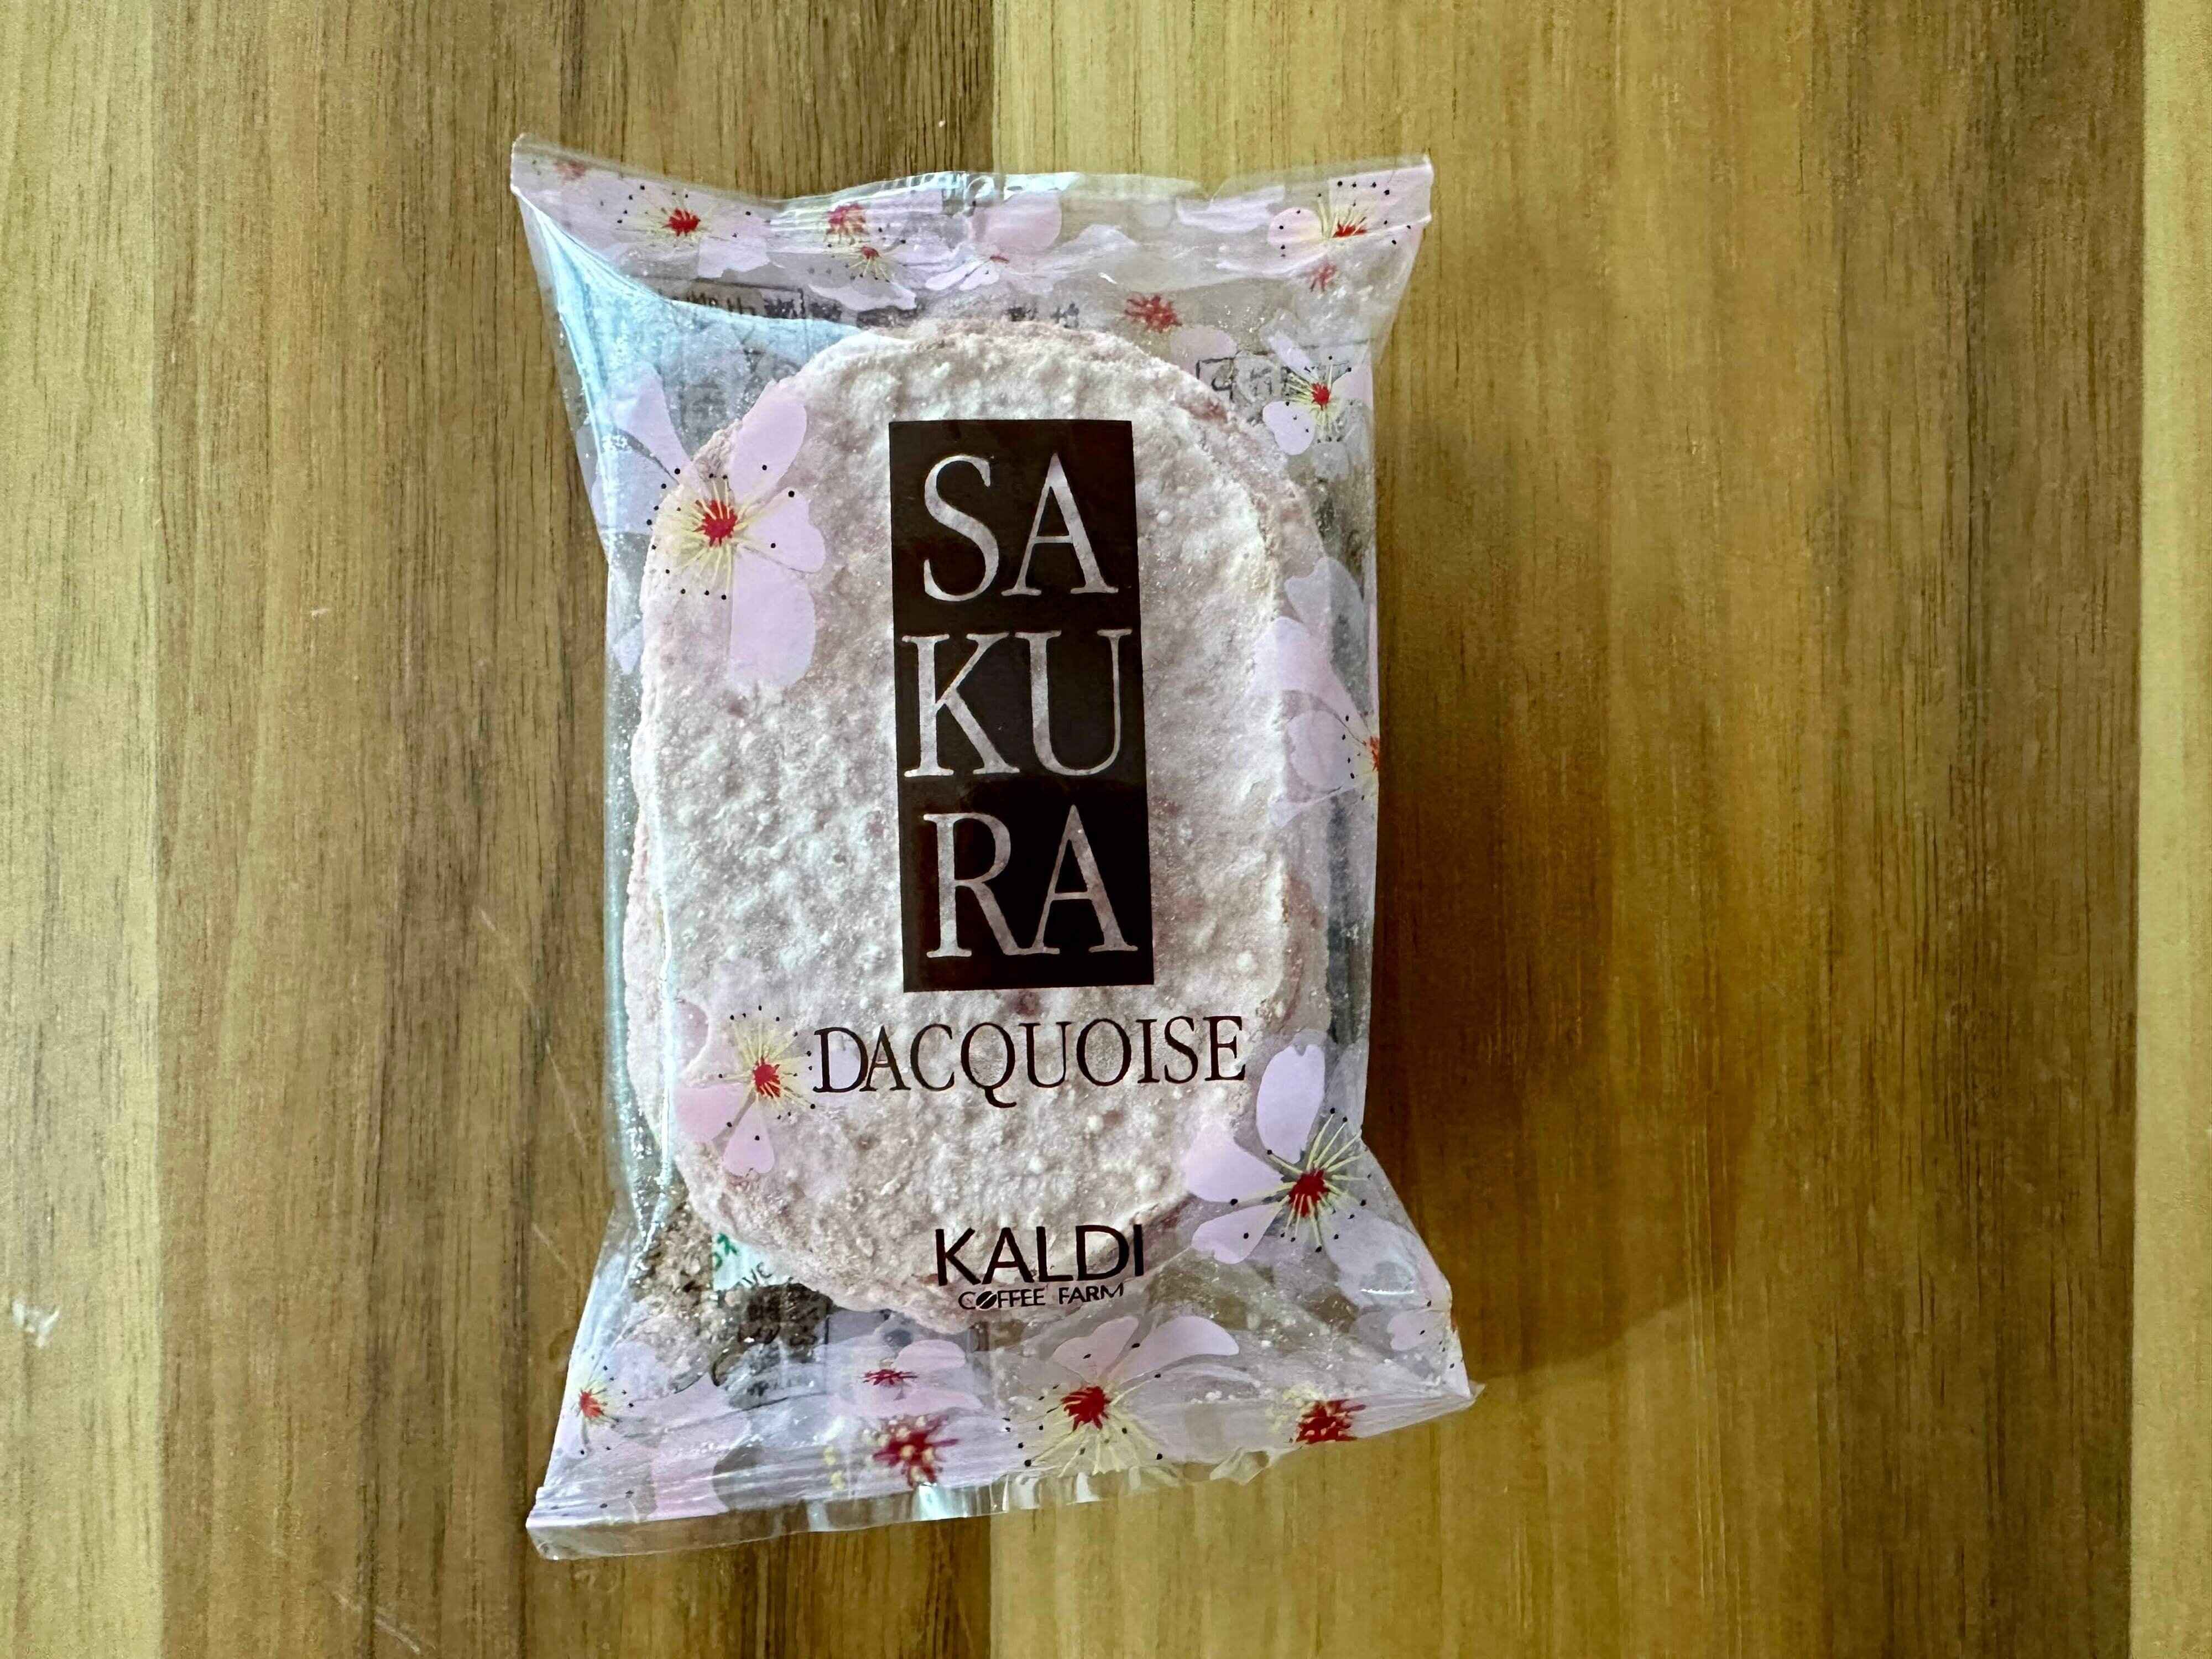 SA
KU
RA
DACQUOISE
KALDI
COFFEE FARM